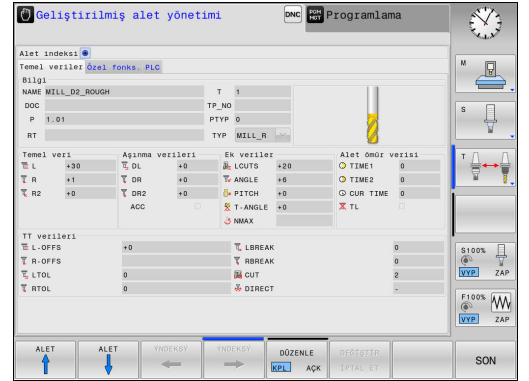 Geliştirilmiş alet yönetimi
DNC PGM MGT Programlama
Alet indeksi
Temel veriler Özel fonks. PLC
Bilgi
NAME MILL_D2_ROUGH T 1
DOC TP_NO
P 1.01 PTYP 0
RT TYP MILL_R
Temel veri Aşınma verileri Ek veriler Alet ömür verisi
L +30 DL +0 LCUTS +20 TIME1 0
R +1 DR +0 ANGLE +6 TIME2 0
R2 +0 DR2 +0 PITCH +0 CUR TIME 0
ACC T-ANGLE +0 TL
NMAX
TT verileri
L-OFFS +0 LBREAK 0
R-OFFS RBREAK 0
LTOL 0 CUT 2
RTOL 0 DIRECT -
M
S
T
S100%
VYP ZAP
F100%
VYP ZAP
ALET ALET YNDEKSY YNDEKSY DÜZENLE DEĞİŞTİR SON
KPL AÇK İPTAL ET